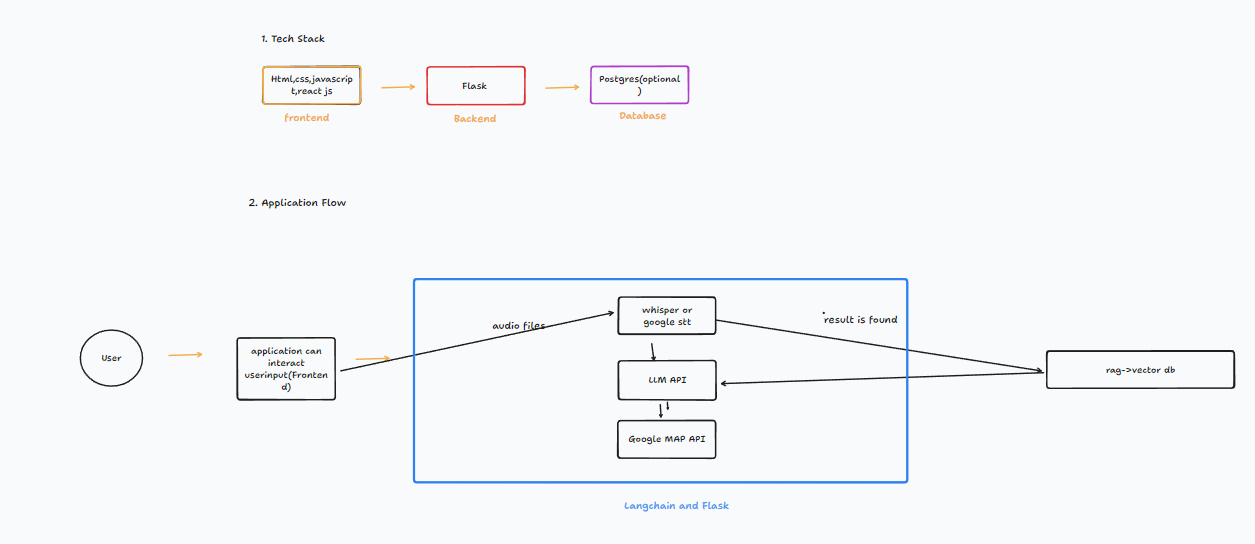 1. Tech Stack
Html,css,javascrip
t,react js
Flask
Postgres(optional
)
frontend
Backend
Database
2. Application Flow
User
application can
interact
userinput(Fronten
d)
audio files
whisper or
google stt
result is found
LLM API
rag->vector db
Google MAP API
Langchain and Flask